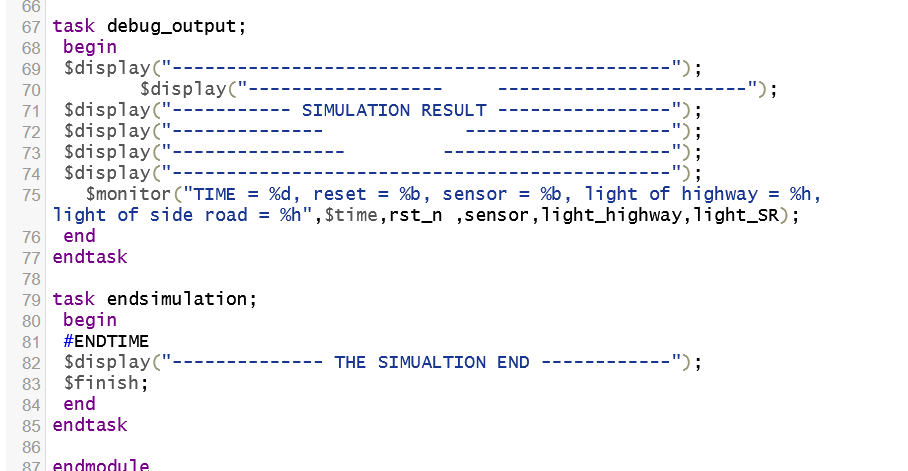 66
67 task debug_output;
68  begin
69  $display("----------------------------------------------");
70         $display("------------------     -----------------------");
71  $display("----------- SIMULATION RESULT ----------------");
72  $display("--------------             -------------------");
73  $display("----------------         ---------------------");
74  $display("----------------------------------------------");
75    $monitor("TIME = %d, reset = %b, sensor = %b, light of highway = %h,
light of side road = %h",$time,rst_n ,sensor,light_highway,light_SR);
76  end
77 endtask
78
79 task endsimulation;
80  begin
81  #ENDTIME
82  $display("-------------- THE SIMUALTION END ------------");
83  $finish;
84  end
85 endtask
86
87 endmodule